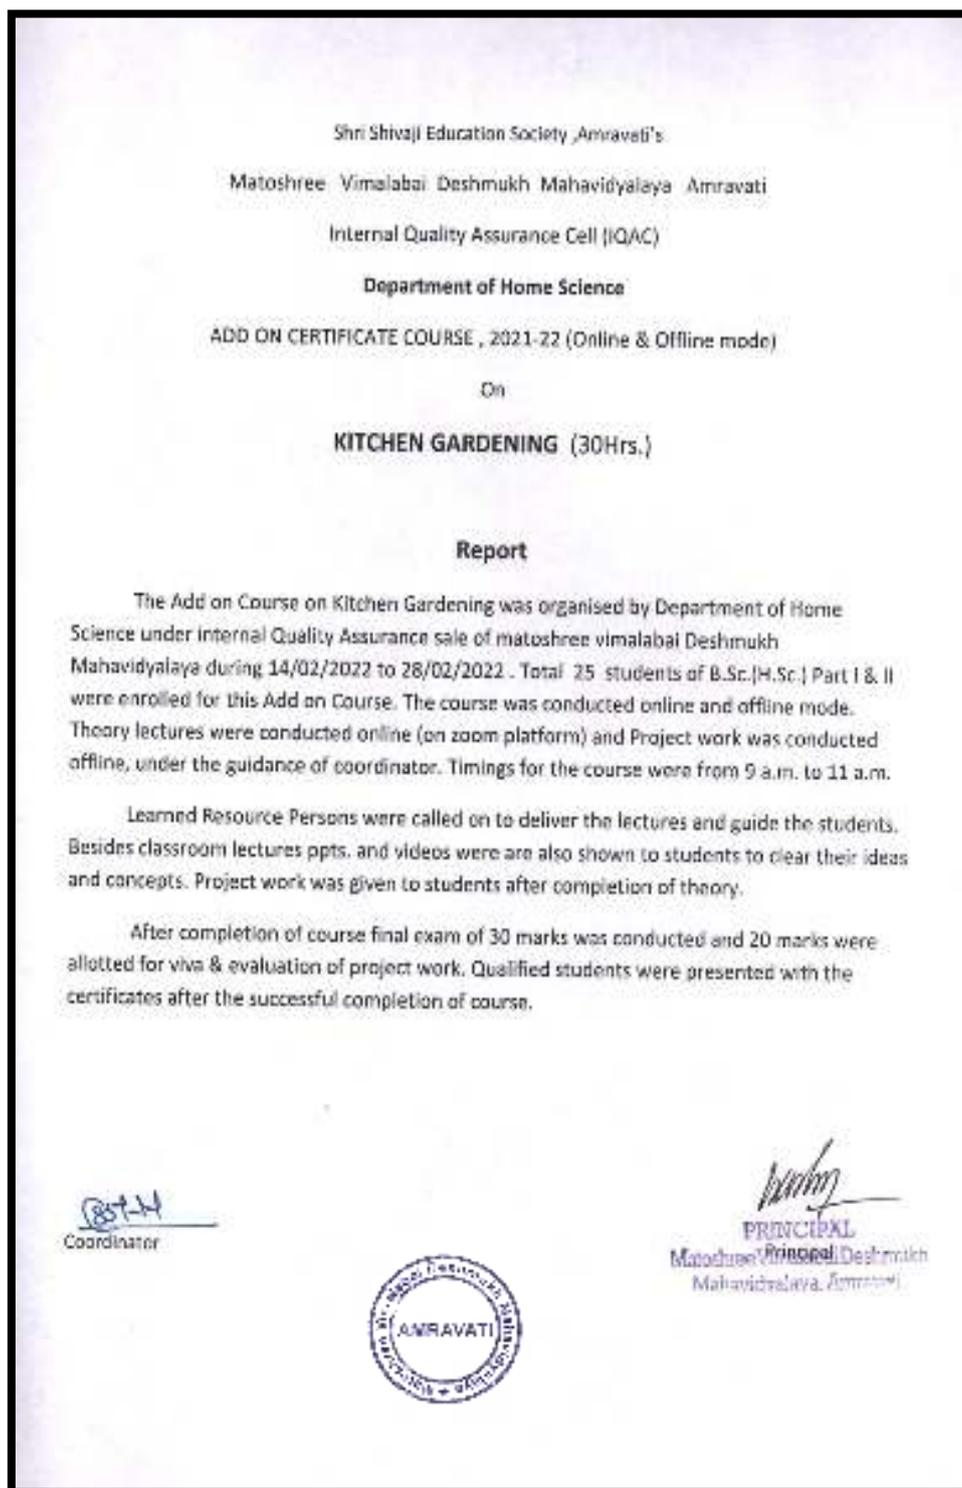 Shri Shivaji Education Society ,Amravati's
Matoshree Vimalabai Deshmukh Mahavidyalaya Amravati
Internal Quality Assurance Cell (IQAC)
Department of Home Science
ADD ON CERTIFICATE COURSE , 2021-22 (Online & Offline mode)
On
KITCHEN GARDENING (30Hrs.)
Report
The Add on Course on Kitchen Gardening was organised by Department of Home
Science under internal Quality Assurance sale of matoshree vimalabai Deshmukh
Mahavidyalaya during 14/02/2022 to 28/02/2022 . Total 25 students of B.Sc.(H.Sc.) Part I & II
were enrolled for this Add on Course. The course was conducted online and offline mode.
Theory lectures were conducted online (on zoom platform) and Project work was conducted
offline, under the guidance of coordinator. Timings for the course were from 9 a.m. to 11 a.m.
Learned Resource Persons were called on to deliver the lectures and guide the students.
Besides classroom lectures ppts. and videos were are also shown to students to clear their ideas
and concepts. Project work was given to students after completion of theory.
After completion of course final exam of 30 marks was conducted and 20 marks were
allotted for viva & evaluation of project work. Qualified students were presented with the
certificates after the successful completion of course.
Coordinator
PRINCIPAL
Principal
Matoshree Deshmukh
Mahavidyalaya, Amravati
AMRAVATI
Deshmukh Mahavidyalaya